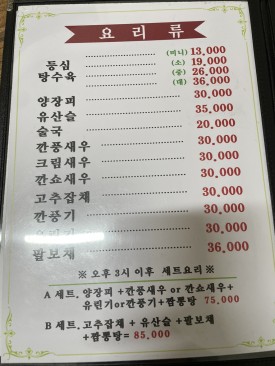 요 리 류
(미니) 13,000
등심 (소) 19,000
탕수육 (중) 26,000
(대) 36,000
양장피 30,000
유산슬 35,000
술국 20,000
깐풍새우 30,000
크림새우 30,000
깐쇼새우 30,000
고추잡채 30,000
깐풍기 30,000
30,000
팔보채 36,000
※ 오후 3시 이후 세트요리 ※
A 세트. 양장피 +깐풍새우 or 깐쇼새우+
유린기or깐풍기+짬뽕탕 75,000
B 세트. 고추잡채 + 유산슬 +팔보채
+짬뽕탕= 85,000